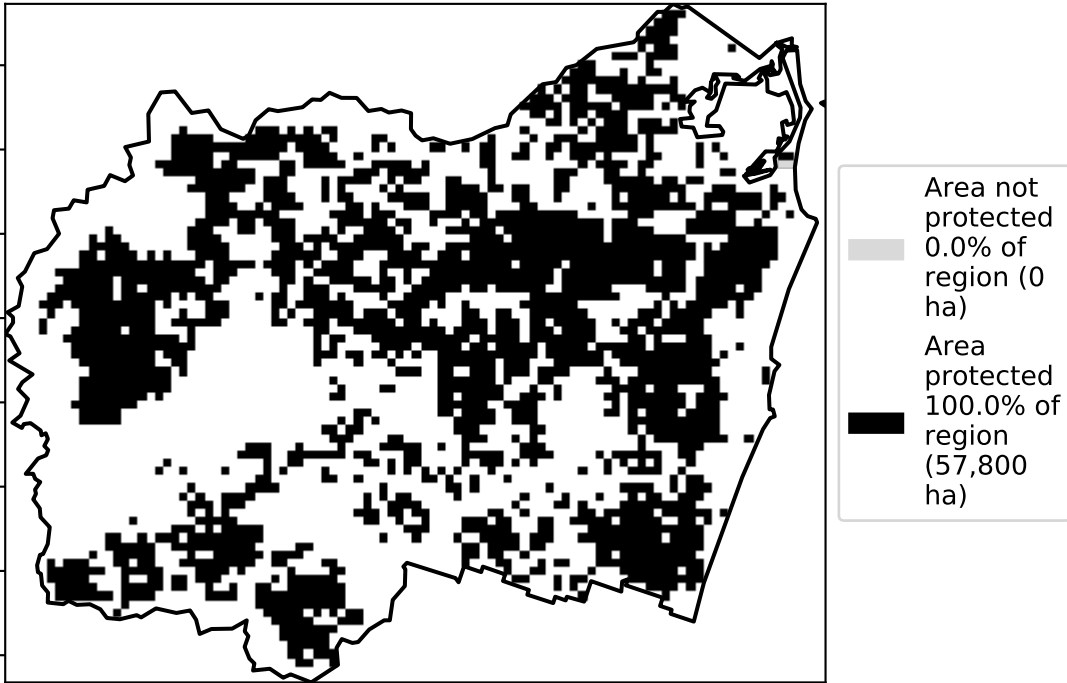 Area not
protected
0.0% of
region (0
ha)
Area
protected
100.0% of
region
(57,800
ha)